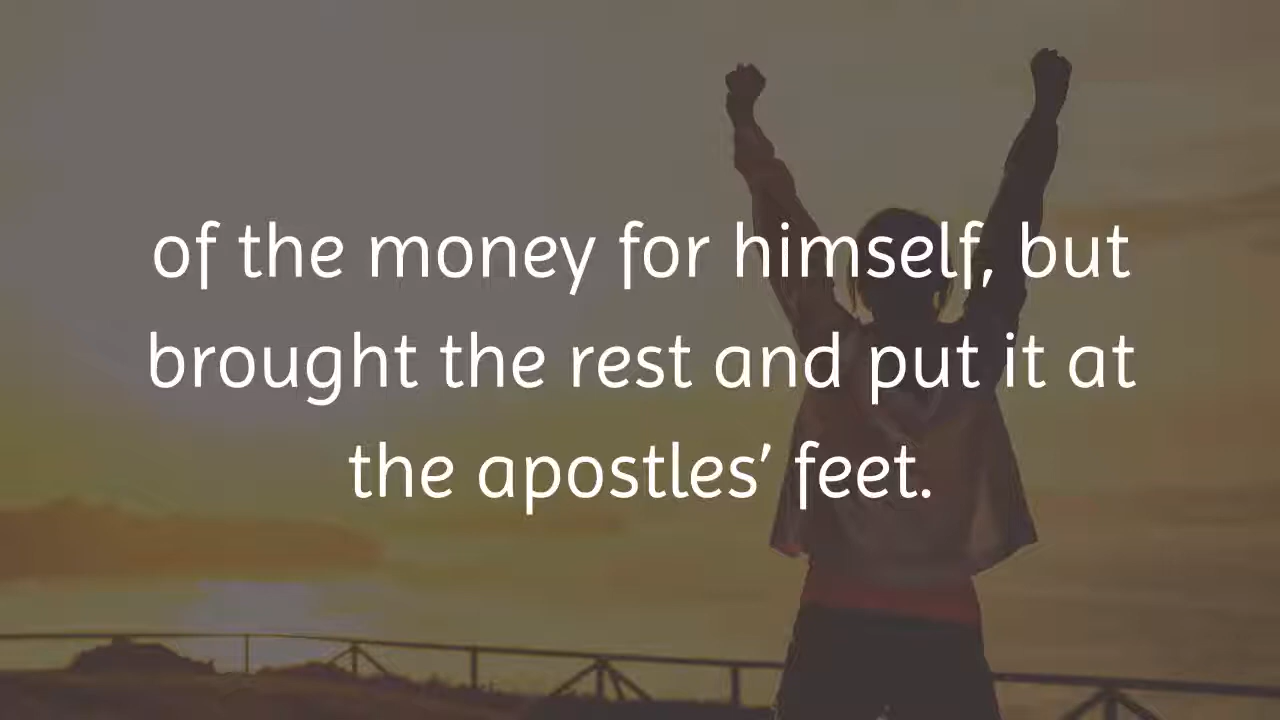 of the money for himself, but
brought the rest and put it at
the apostles’ feet.